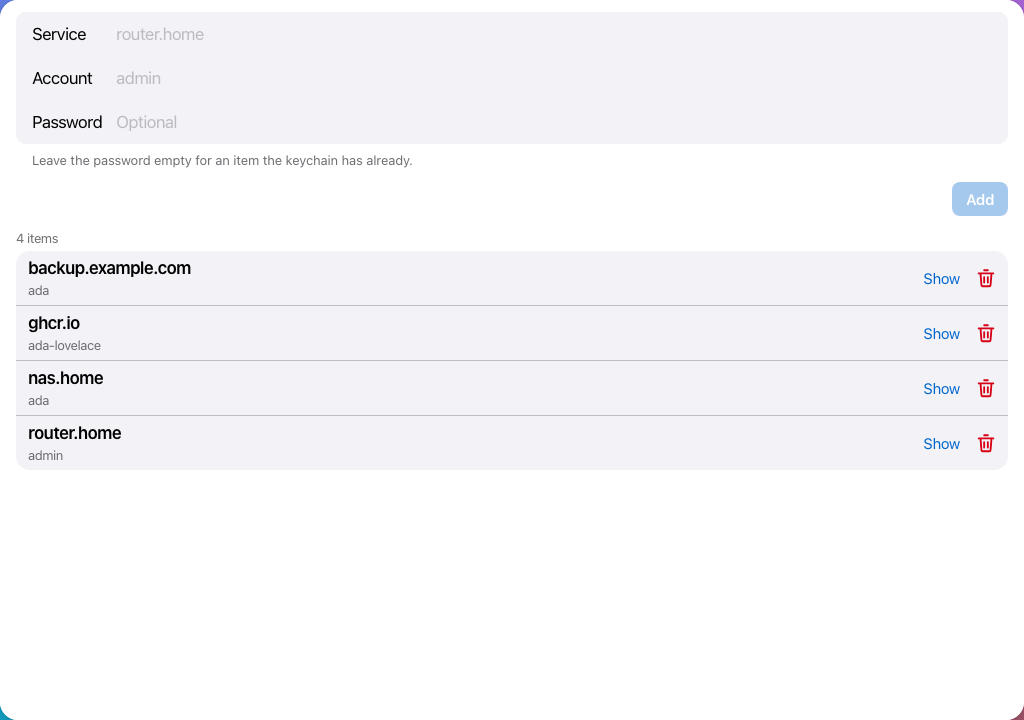 Service router.home
Account admin
Password Optional
Leave the password empty for an item the keychain has already.
Add
4 items
backup.example.com
ada
Show
ghcr.io
ada-lovelace
Show
nas.home
ada
Show
router.home
admin
Show